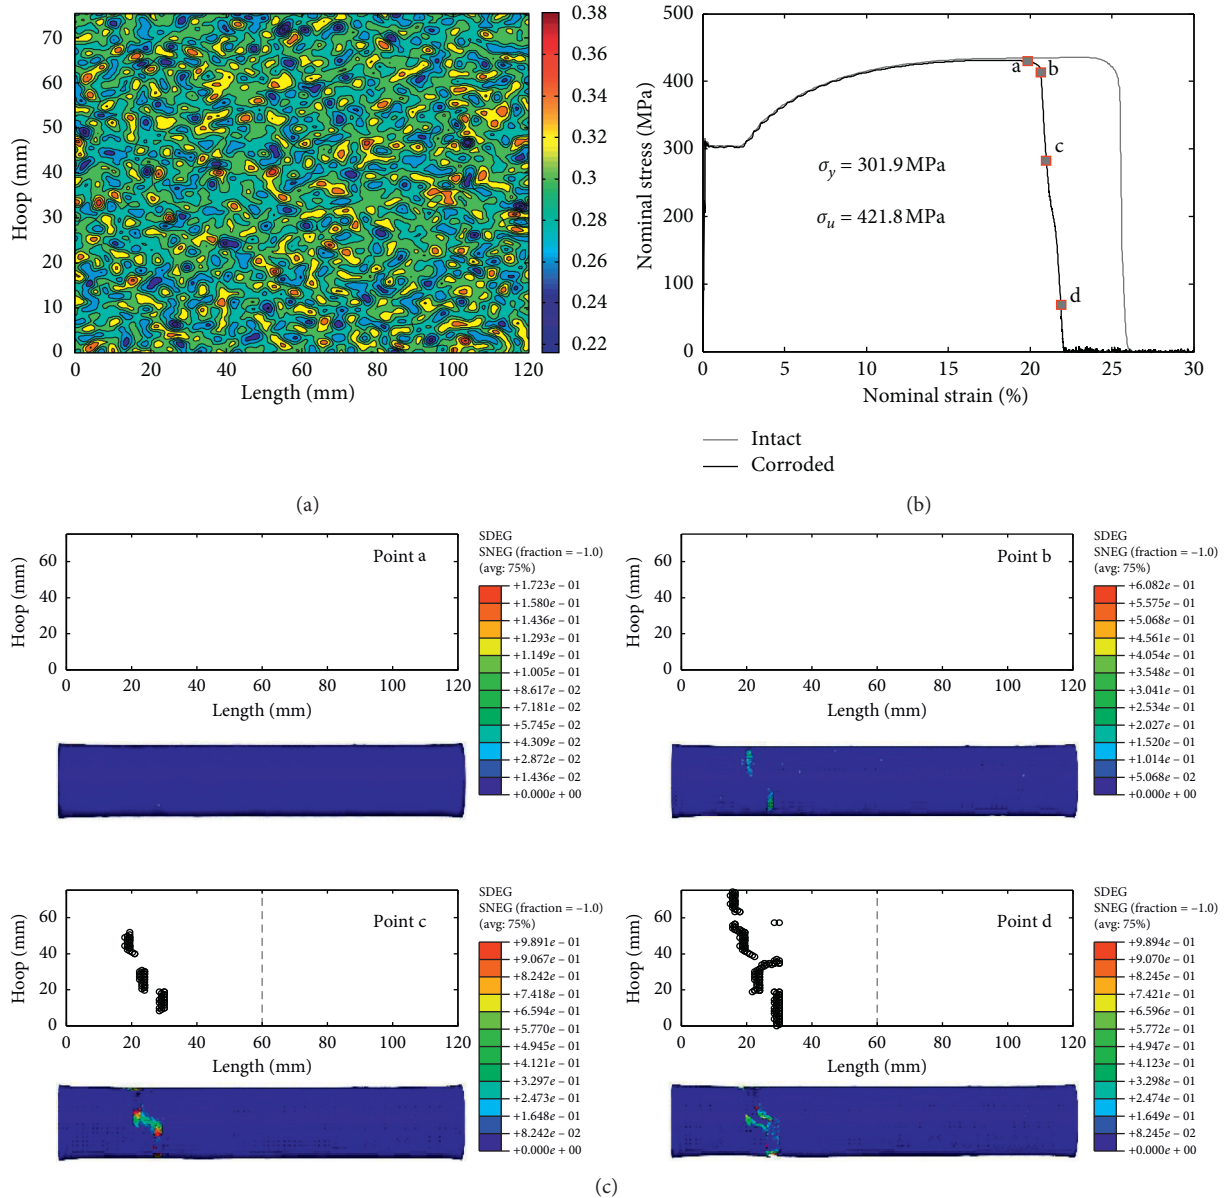 70
60
50
40
30
20
10
0
Hoop (mm)
0 20 40 60 80 100 120
Length (mm)
0.38
0.36
0.34
0.32
0.3
0.28
0.26
0.24
0.22
(a)
500
400
300
200
100
0
Nominal stress (MPa)
a b
c
d
σy = 301.9 MPa
σu = 421.8 MPa
0 5 10 15 20 25 30
Nominal strain (%)
Intact
Corroded
(b)
Point a
60
40
20
0
Hoop (mm)
0 20 40 60 80 100 120
Length (mm)
SDEG
SNEG (fraction = –1.0)
(avg: 75%)
+1.723e – 01
+1.580e – 01
+1.436e – 01
+1.293e – 01
+1.149e – 01
+1.005e – 01
+8.617e – 02
+7.181e – 02
+5.745e – 02
+4.309e – 02
+2.872e – 02
+1.436e – 02
+0.000e + 00
Point b
60
40
20
0
Hoop (mm)
0 20 40 60 80 100 120
Length (mm)
SDEG
SNEG (fraction = –1.0)
(avg: 75%)
+6.082e – 01
+5.575e – 01
+5.068e – 01
+4.561e – 01
+4.054e – 01
+3.548e – 01
+3.041e – 01
+2.534e – 01
+2.027e – 01
+1.520e – 01
+1.014e – 01
+5.068e – 02
+0.000e + 00
Point c
60
40
20
0
Hoop (mm)
0 20 40 60 80 100 120
Length (mm)
SDEG
SNEG (fraction = –1.0)
(avg: 75%)
+9.891e – 01
+9.067e – 01
+8.242e – 01
+7.418e – 01
+6.594e – 01
+5.770e – 01
+4.945e – 01
+4.121e – 01
+3.297e – 01
+2.473e – 01
+1.648e – 01
+8.242e – 02
+0.000e + 00
Point d
60
40
20
0
Hoop (mm)
0 20 40 60 80 100 120
Length (mm)
SDEG
SNEG (fraction = –1.0)
(avg: 75%)
+9.894e – 01
+9.070e – 01
+8.245e – 01
+7.421e – 01
+6.596e – 01
+5.772e – 01
+4.947e – 01
+4.123e – 01
+3.298e – 01
+2.474e – 01
+1.649e – 01
+8.245e – 02
+0.000e + 00
(c)